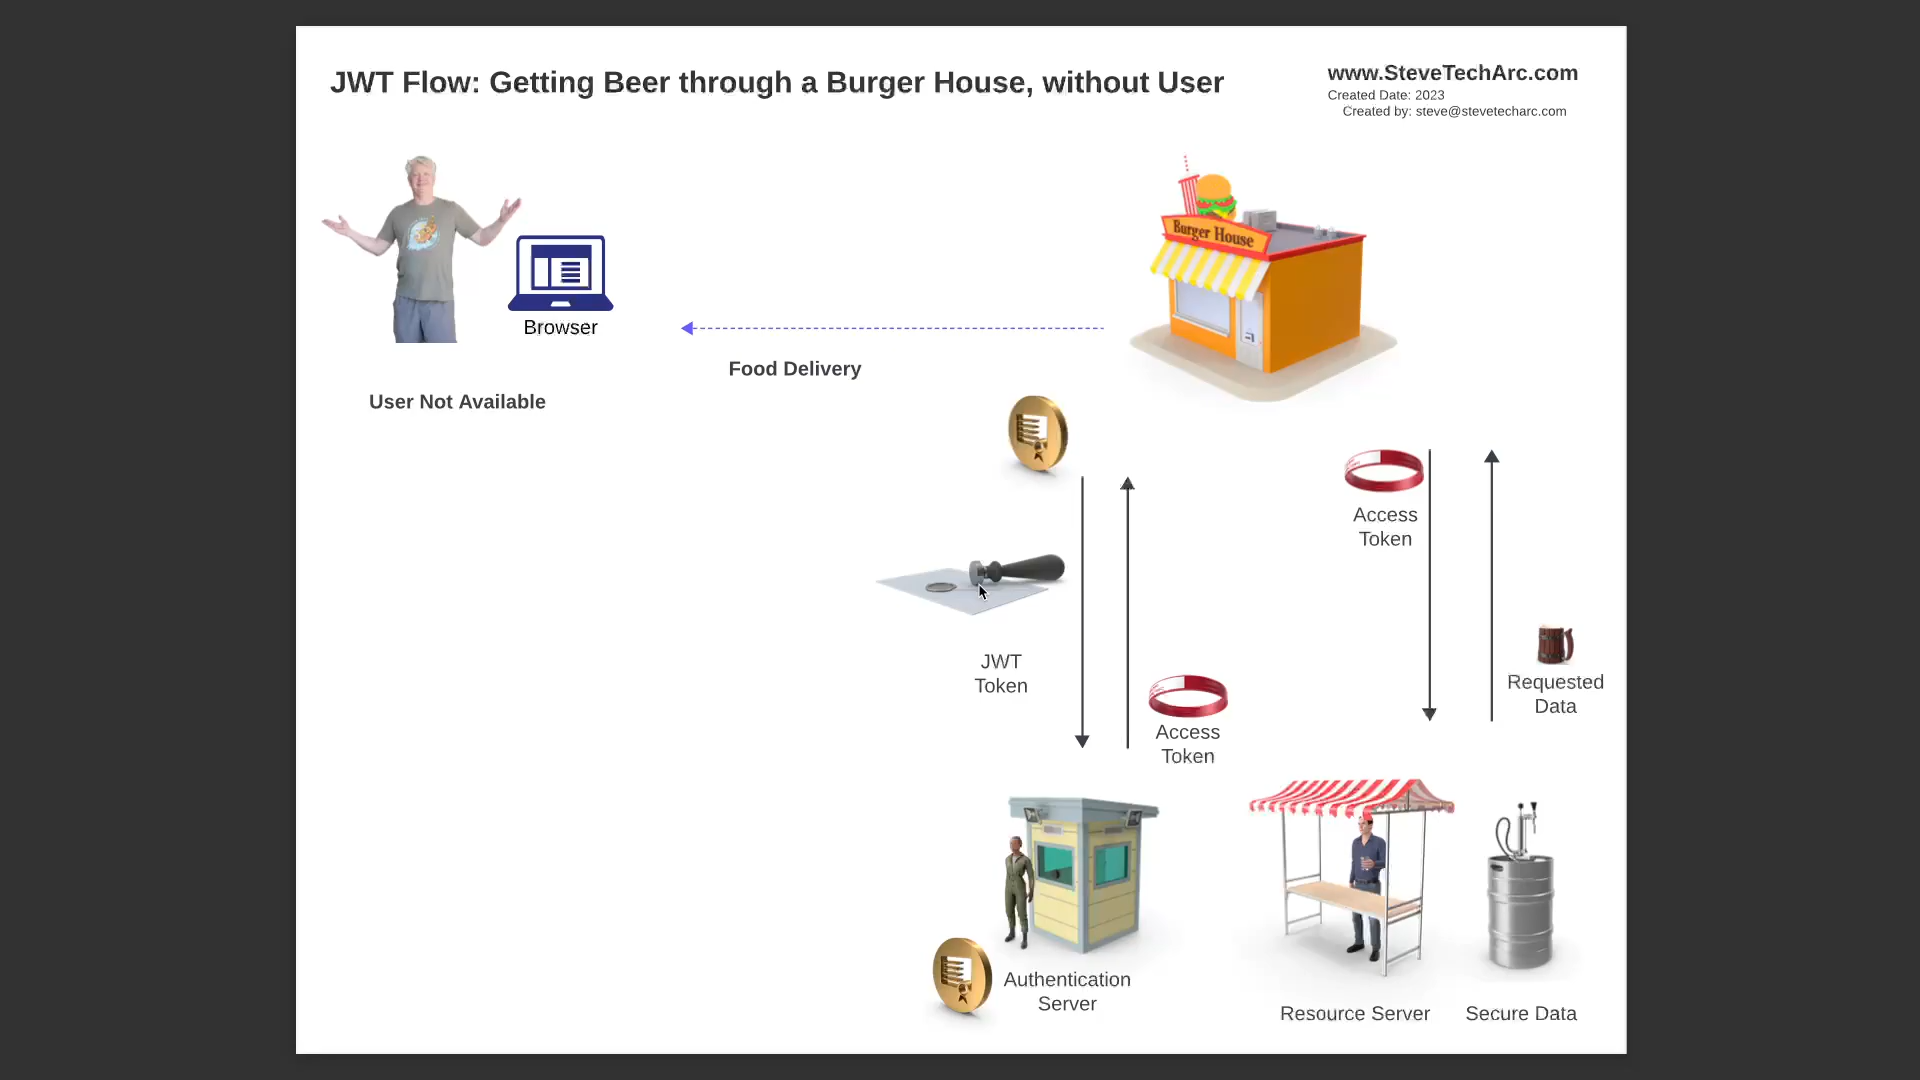 JWT Flow: Getting Beer through a Burger House, without User
www.SteveTechArc.com
Created Date: 2023
Created by: steve@stevetecharc.com
Burger House
Browser
Food Delivery
User Not Available
Access
Token
JWT
Token
Requested
Data
Access
Token
Authentication
Server
Resource Server
Secure Data